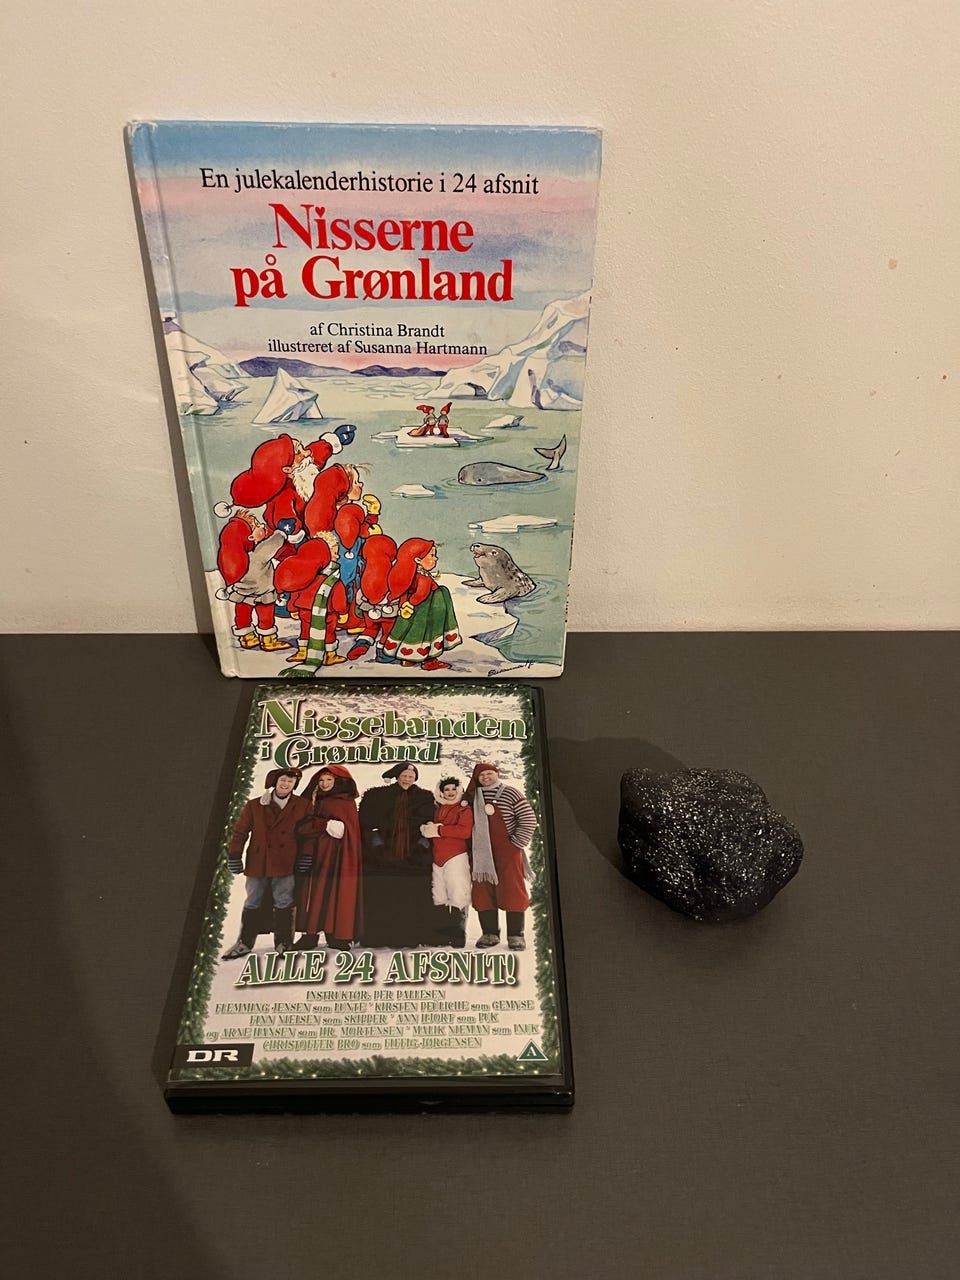 En julekalenderhistorie i 24 afsnit
Nisserne
på Grønland
af Christina Brandt
illustreret af Susanna Hartmann
Nissebanden
i Grønland
ALLE 24 AFSNIT!
INSTRUKTØR: PER PALLESEN
FLEMMING JENSEN som LUNTE * KIRSTEN PEÜLICHE som GEMYSE
FINN NIELSEN som SKIPPER * ANN HJORT som PUK
og ARNE HANSEN som HR. MORTENSEN * MALIK NIEMAN som INUK
CHRISTOFFER BRO som FIFFIG-JØRGENSEN
DR
A